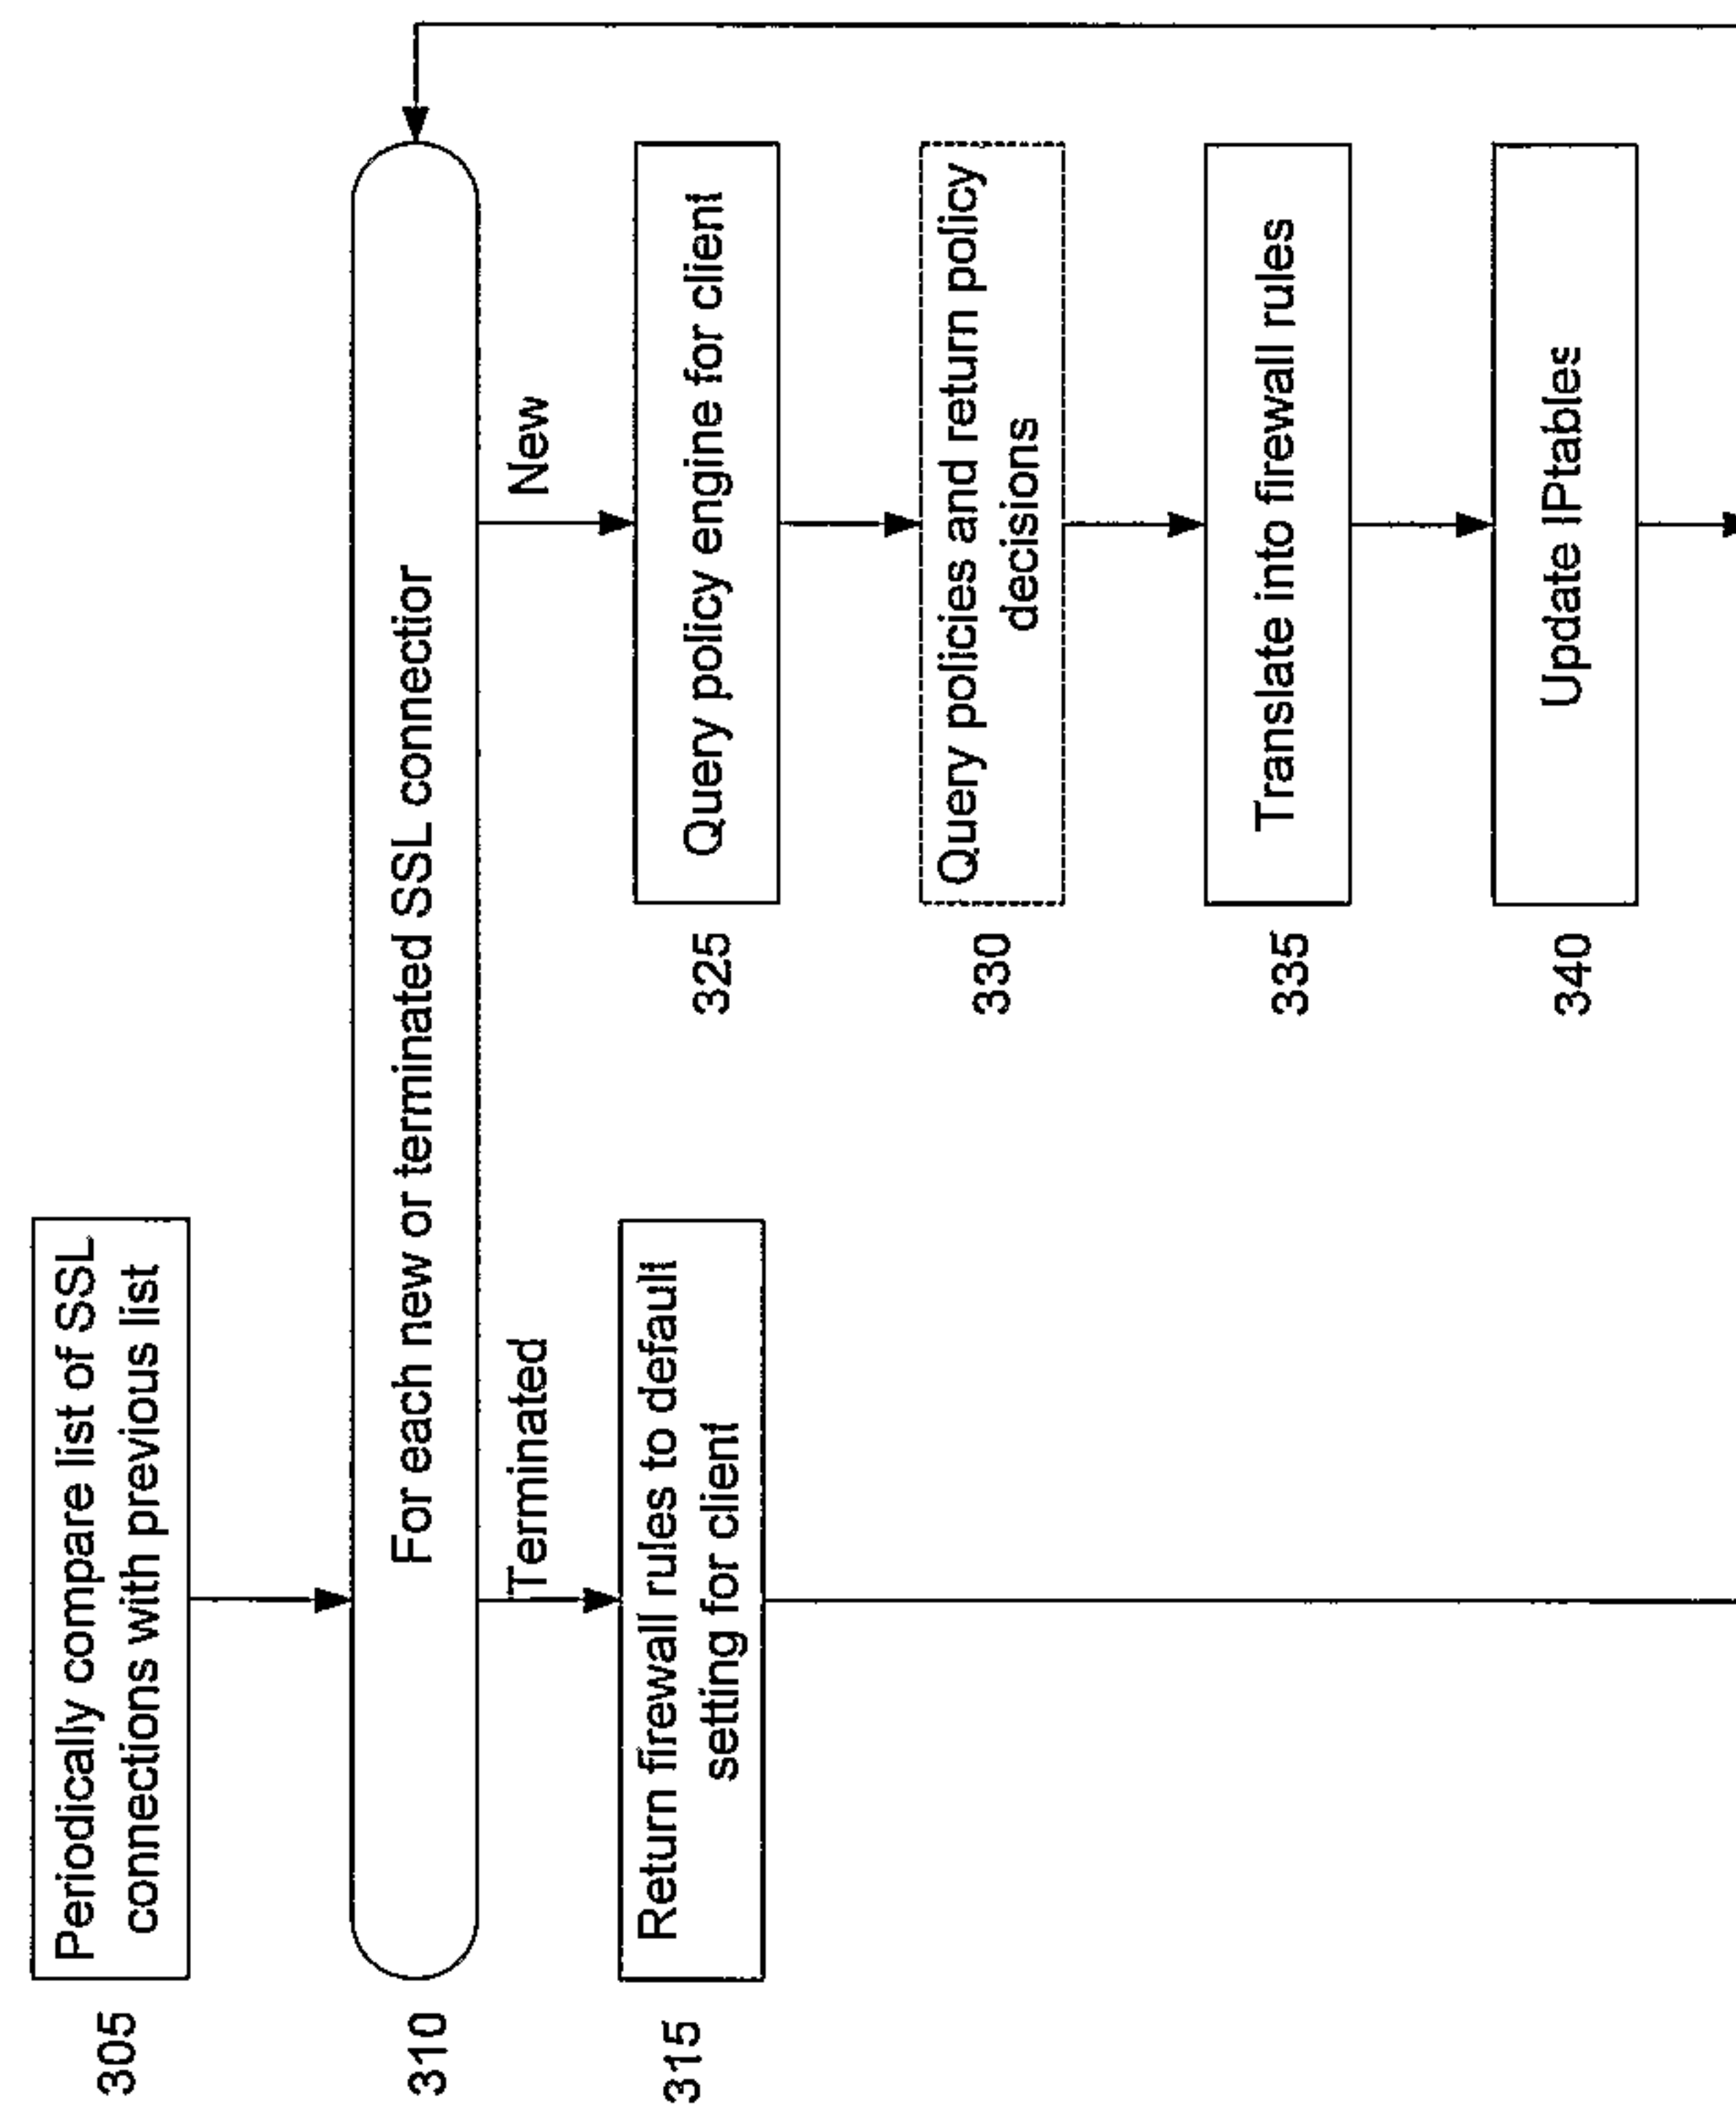 305
Periodically compare list of SSL
connections with previous list
310
For each new or terminated SSL connection
Terminated
New
315
Return firewall rules to default
setting for client
325
Query policy engine for client
330
Query policies and return policy
decisions
335
Translate into firewall rules
340
Update IPtables